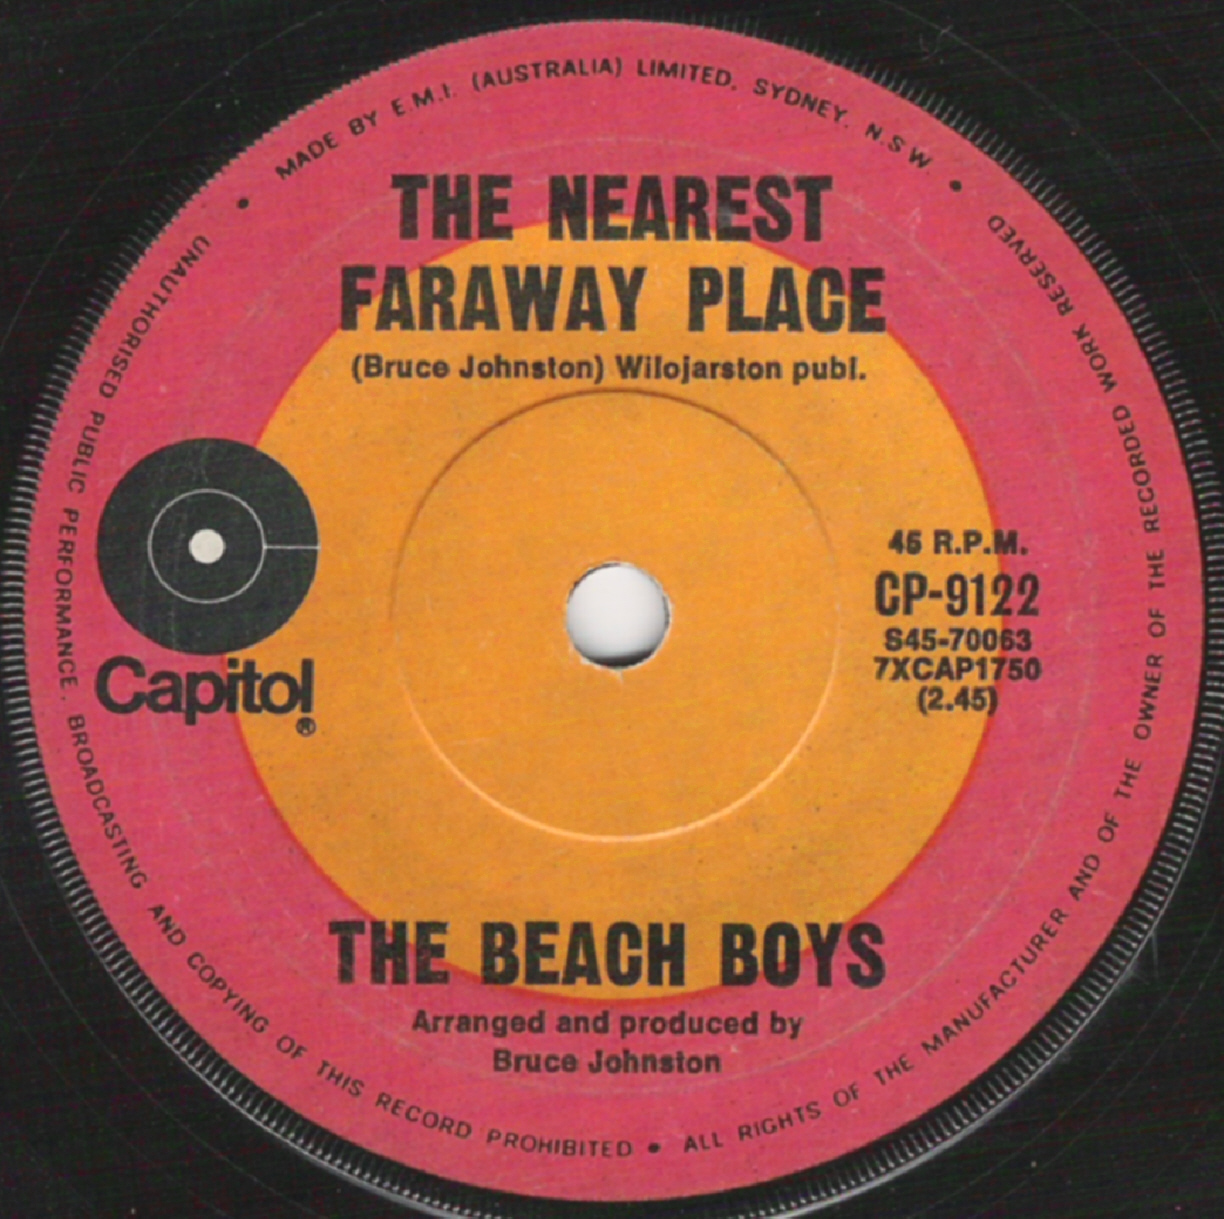 MADE BY E.M.I. (AUSTRALIA) LIMITED, SYDNEY. N.S.W.
THE NEAREST
FARAWAY PLACE
(Bruce Johnston) Wilojarston publ.
Capitol
®
45 R.P.M.
CP-9122
S45-70063
7XCAP1750
(2.45)
THE BEACH BOYS
Arranged and produced by
Bruce Johnston
UNAUTHORISED PUBLIC PERFORMANCE, BROADCASTING AND COPYING OF THIS RECORD PROHIBITED • ALL RIGHTS OF THE MANUFACTURER AND OF THE OWNER OF THE RECORDED WORK RESERVED